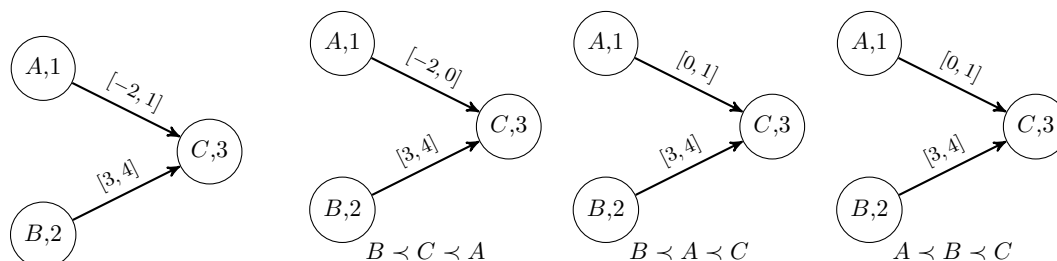 A,1
[−2, 1]
C,3
[3, 4]
B,2
A,1
[−2, 0]
C,3
[3, 4]
B,2
B ≺ C ≺ A
A,1
[0, 1]
C,3
[3, 4]
B,2
B ≺ A ≺ C
A,1
[0, 1]
C,3
[3, 4]
B,2
A ≺ B ≺ C